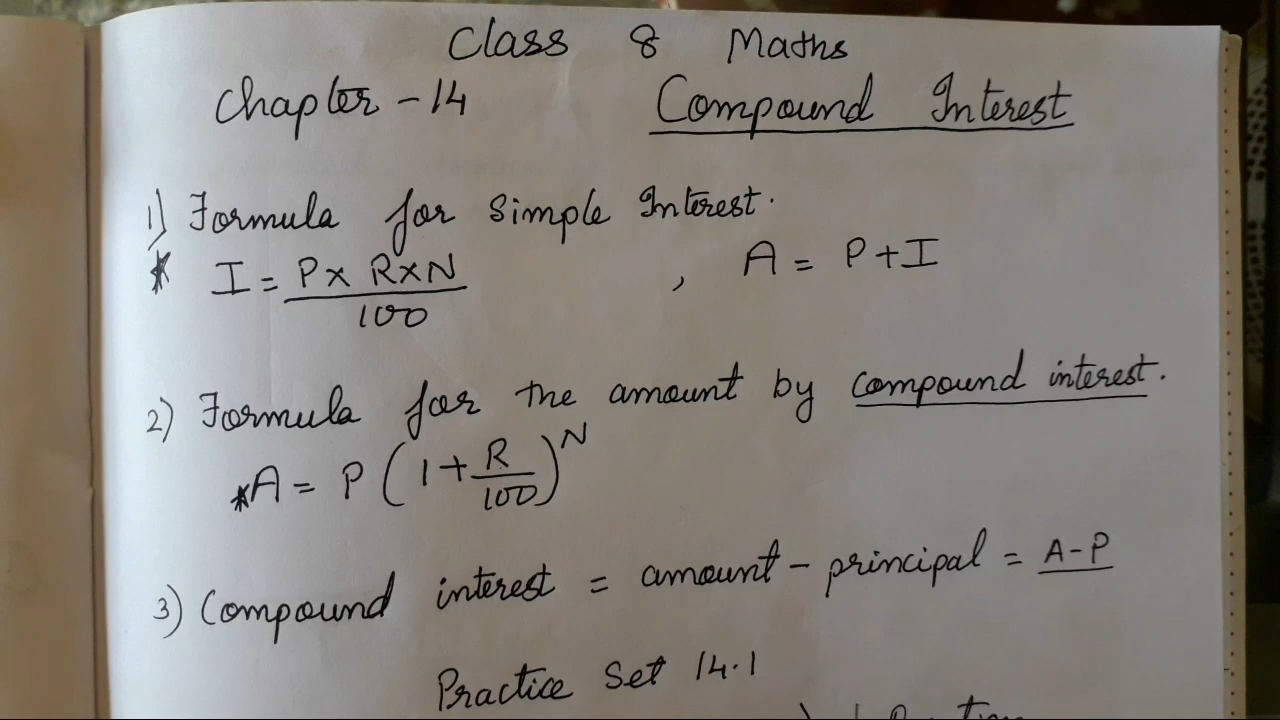 Class 8 Maths
Chapter - 14 Compound Interest
1) Formula for Simple Interest.
* I = P x R x N / 100 , A = P + I
2) Formula for the amount by compound interest.
* A = P ( 1 + R / 100 )^N
3) Compound interest = amount - principal = A - P
Practice Set 14.1